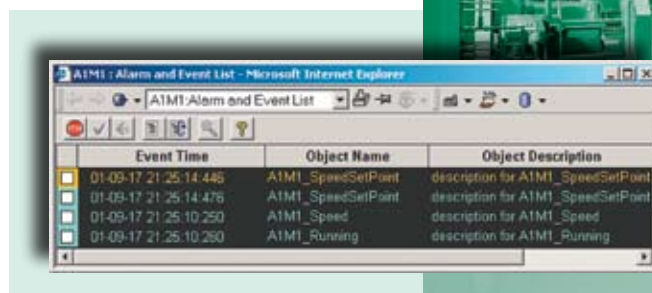 A1M1 : Alarm and Event List - Microsoft Internet Explorer
A1M1:Alarm and Event List
Event Time Object Name Object Description
01-09-17 21:25:14:446 A1M1_SpeedSetPoint description for A1M1_SpeedSetPoint
01-09-17 21:25:14:476 A1M1_SpeedSetPoint description for A1M1_SpeedSetPoint
01-09-17 21:25:10:260 A1M1_Speed description for A1M1_Speed
01-09-17 21:25:10:260 A1M1_Running description for A1M1_Running